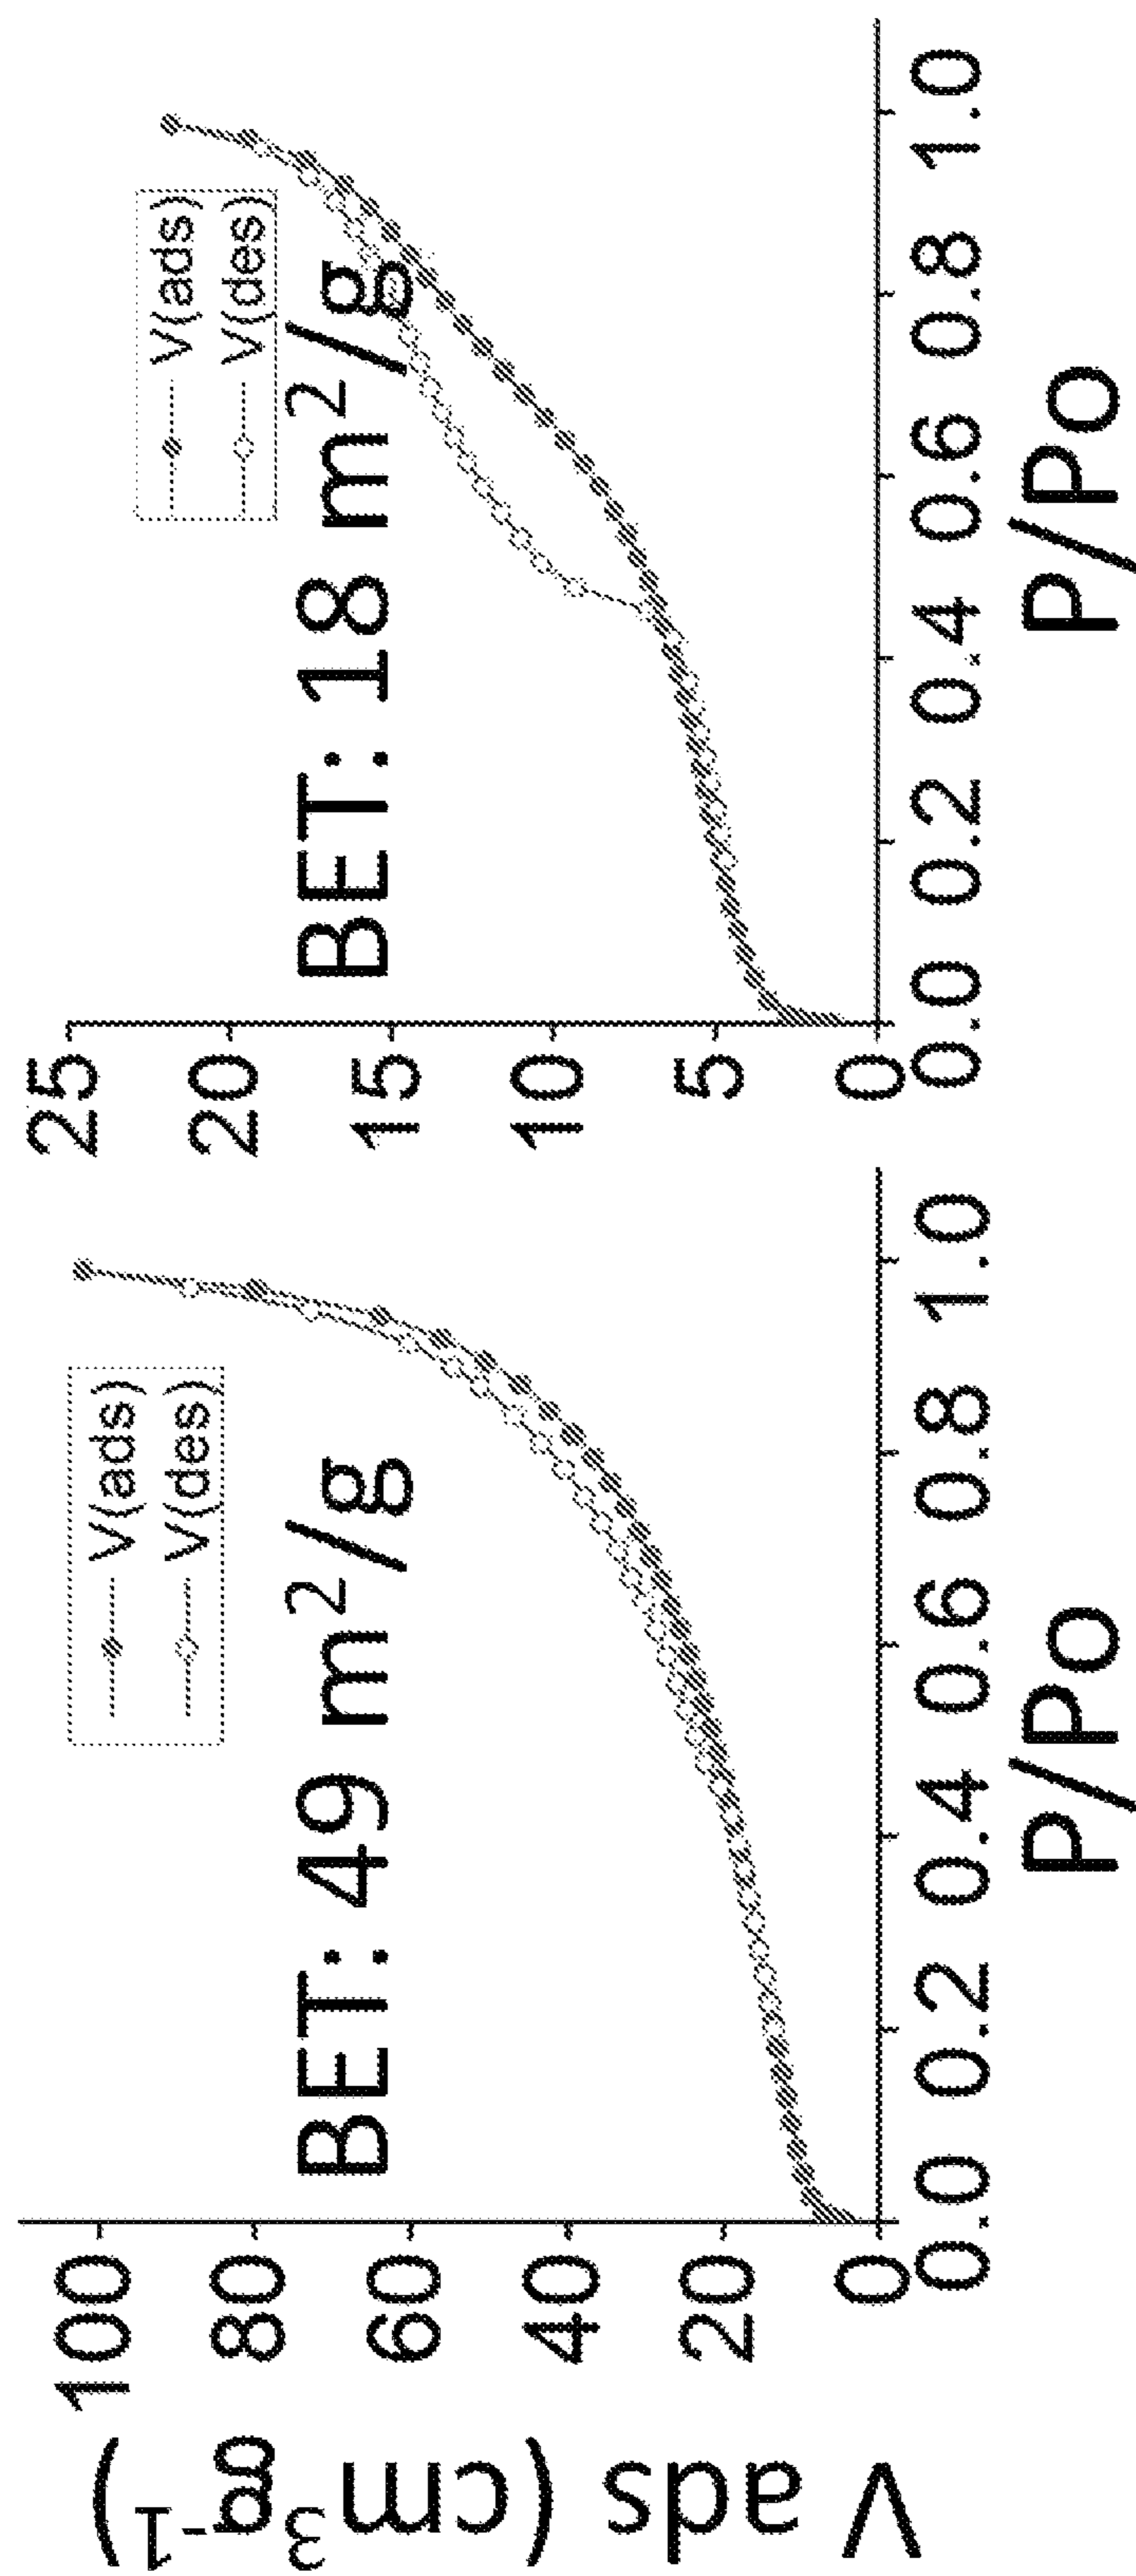 V ads (cm³g⁻¹)
100
80
60
40
20
0
V(ads)
V(des)
BET: 49 m²/g
0.0 0.2 0.4 0.6 0.8 1.0
P/Po
25
20
15
10
5
0
V(ads)
V(des)
BET: 18 m²/g
0.0 0.2 0.4 0.6 0.8 1.0
P/Po